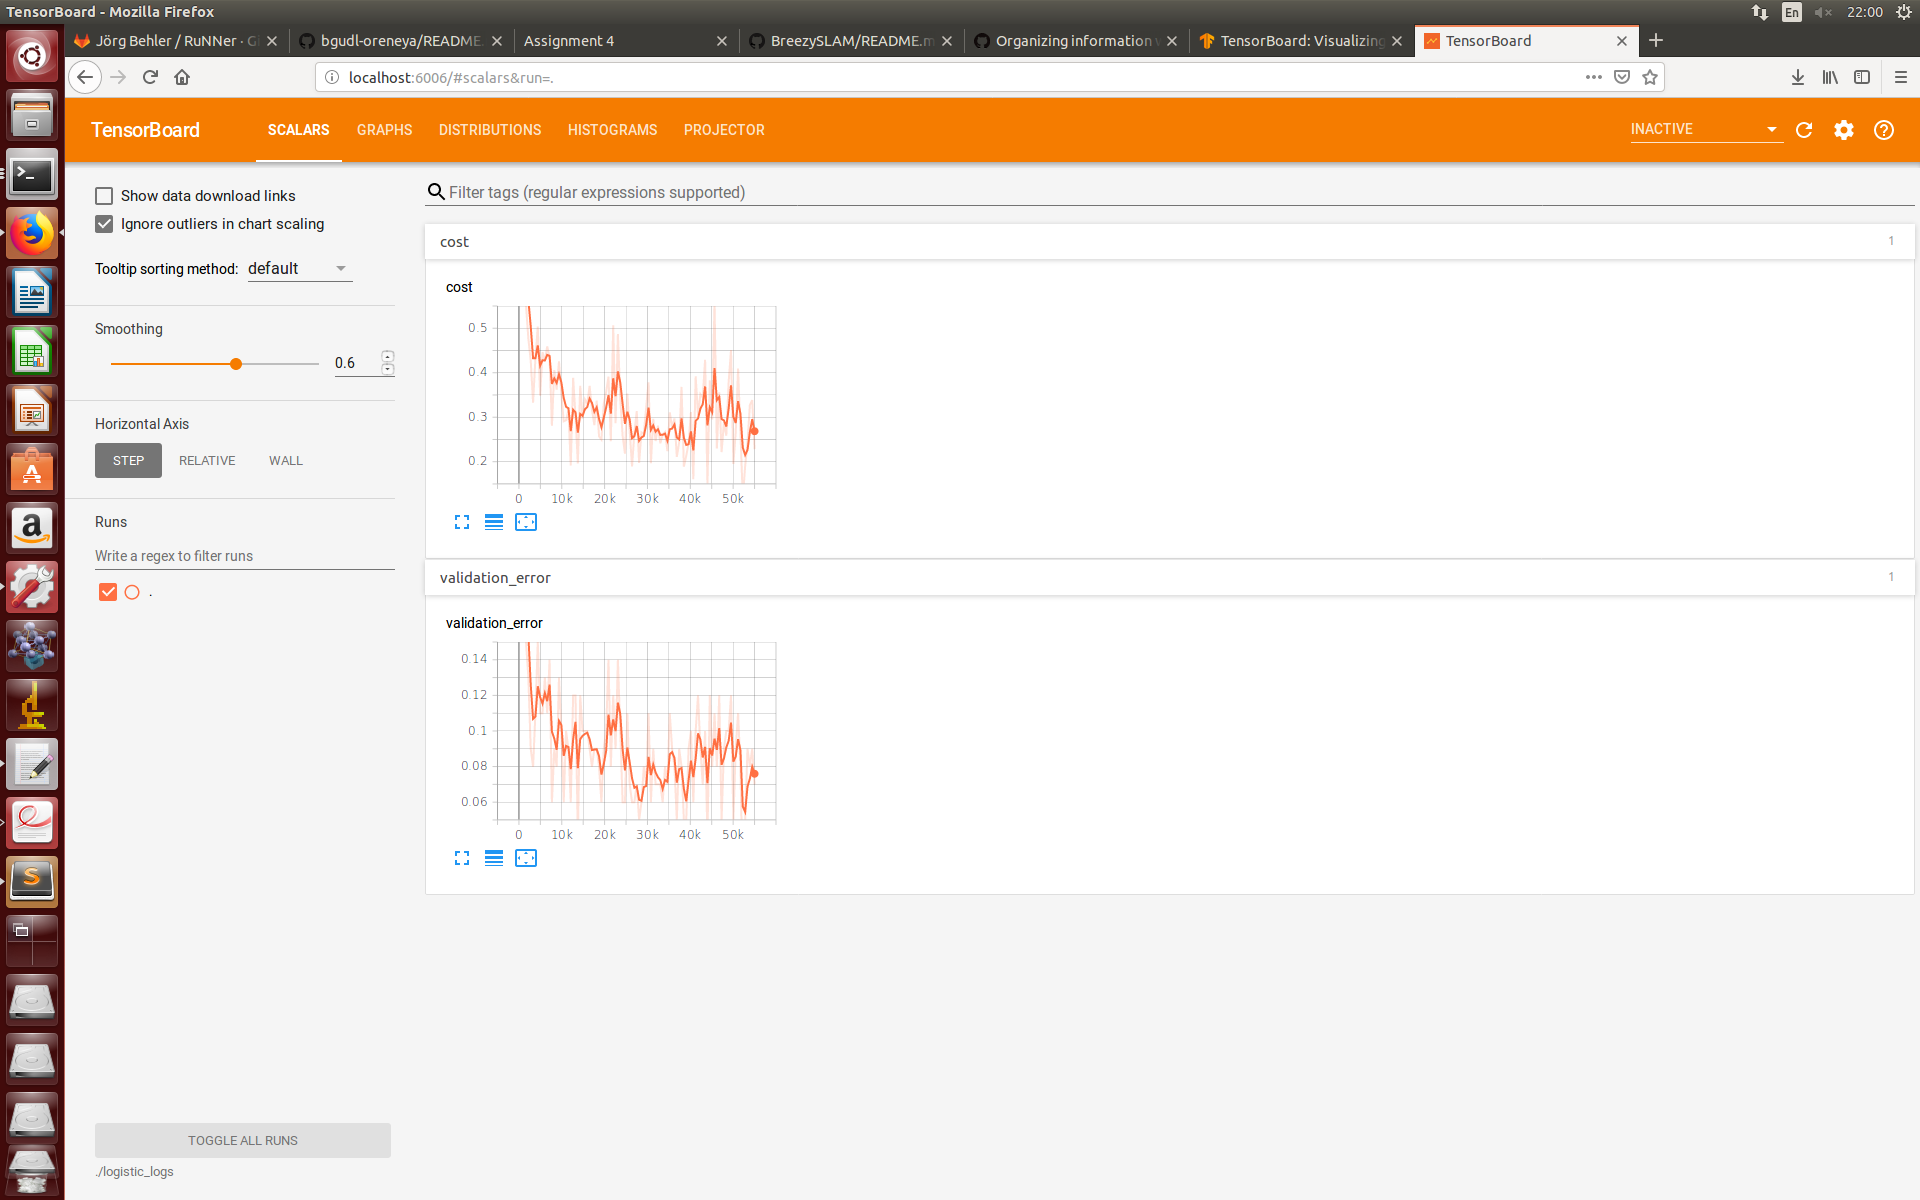 TensorBoard - Mozilla Firefox
En
22:00
Jörg Behler / RuNNer · G
bgudl-oreneya/README.
Assignment 4
BreezySLAM/README.m
Organizing information v
TensorBoard: Visualizing
TensorBoard
localhost:6006/#scalars&run=.
TensorBoard
SCALARS
GRAPHS
DISTRIBUTIONS
HISTOGRAMS
PROJECTOR
INACTIVE
Show data download links
Ignore outliers in chart scaling
Tooltip sorting method: default
Smoothing
0.6
Horizontal Axis
STEP
RELATIVE
WALL
Runs
Write a regex to filter runs
.
TOGGLE ALL RUNS
./logistic_logs
Filter tags (regular expressions supported)
cost
1
cost
0.5
0.4
0.3
0.2
0 10k 20k 30k 40k 50k
validation_error
1
validation_error
0.14
0.12
0.1
0.08
0.06
0 10k 20k 30k 40k 50k